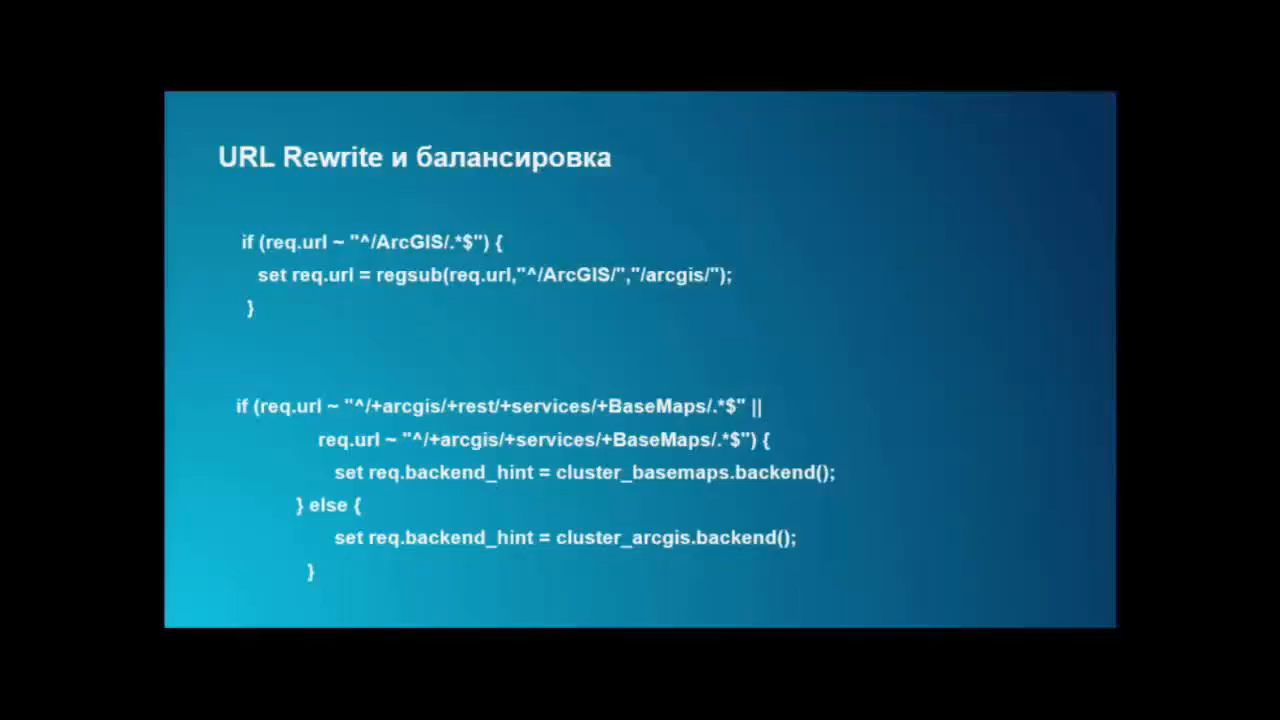 URL Rewrite и балансировка
if (req.url ~ "^/ArcGIS/.*$") {
set req.url = regsub(req.url,"^/ArcGIS/","/arcgis/");
}
if (req.url ~ "^/+arcgis/+rest/+services/+BaseMaps/.*$" ||
req.url ~ "^/+arcgis/+services/+BaseMaps/.*$") {
set req.backend_hint = cluster_basemaps.backend();
} else {
set req.backend_hint = cluster_arcgis.backend();
}